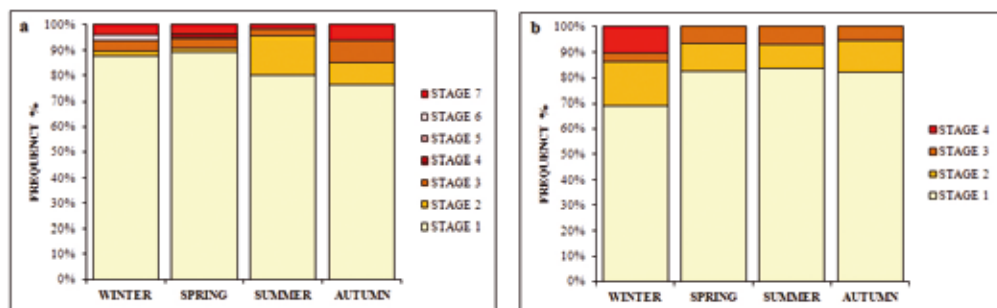 a
100%
90%
80%
70%
60%
50%
40%
30%
20%
10%
0%
FREQUENCT %
WINTER SPRING SUMMER AUTUMN
STAGE 7
STAGE 6
STAGE 5
STAGE 4
STAGE 3
STAGE 2
STAGE 1
b
100%
90%
80%
70%
60%
50%
40%
30%
20%
10%
0%
FREQUENCT %
WINTER SPRING SUMMER AUTUMN
STAGE 4
STAGE 3
STAGE 2
STAGE 1